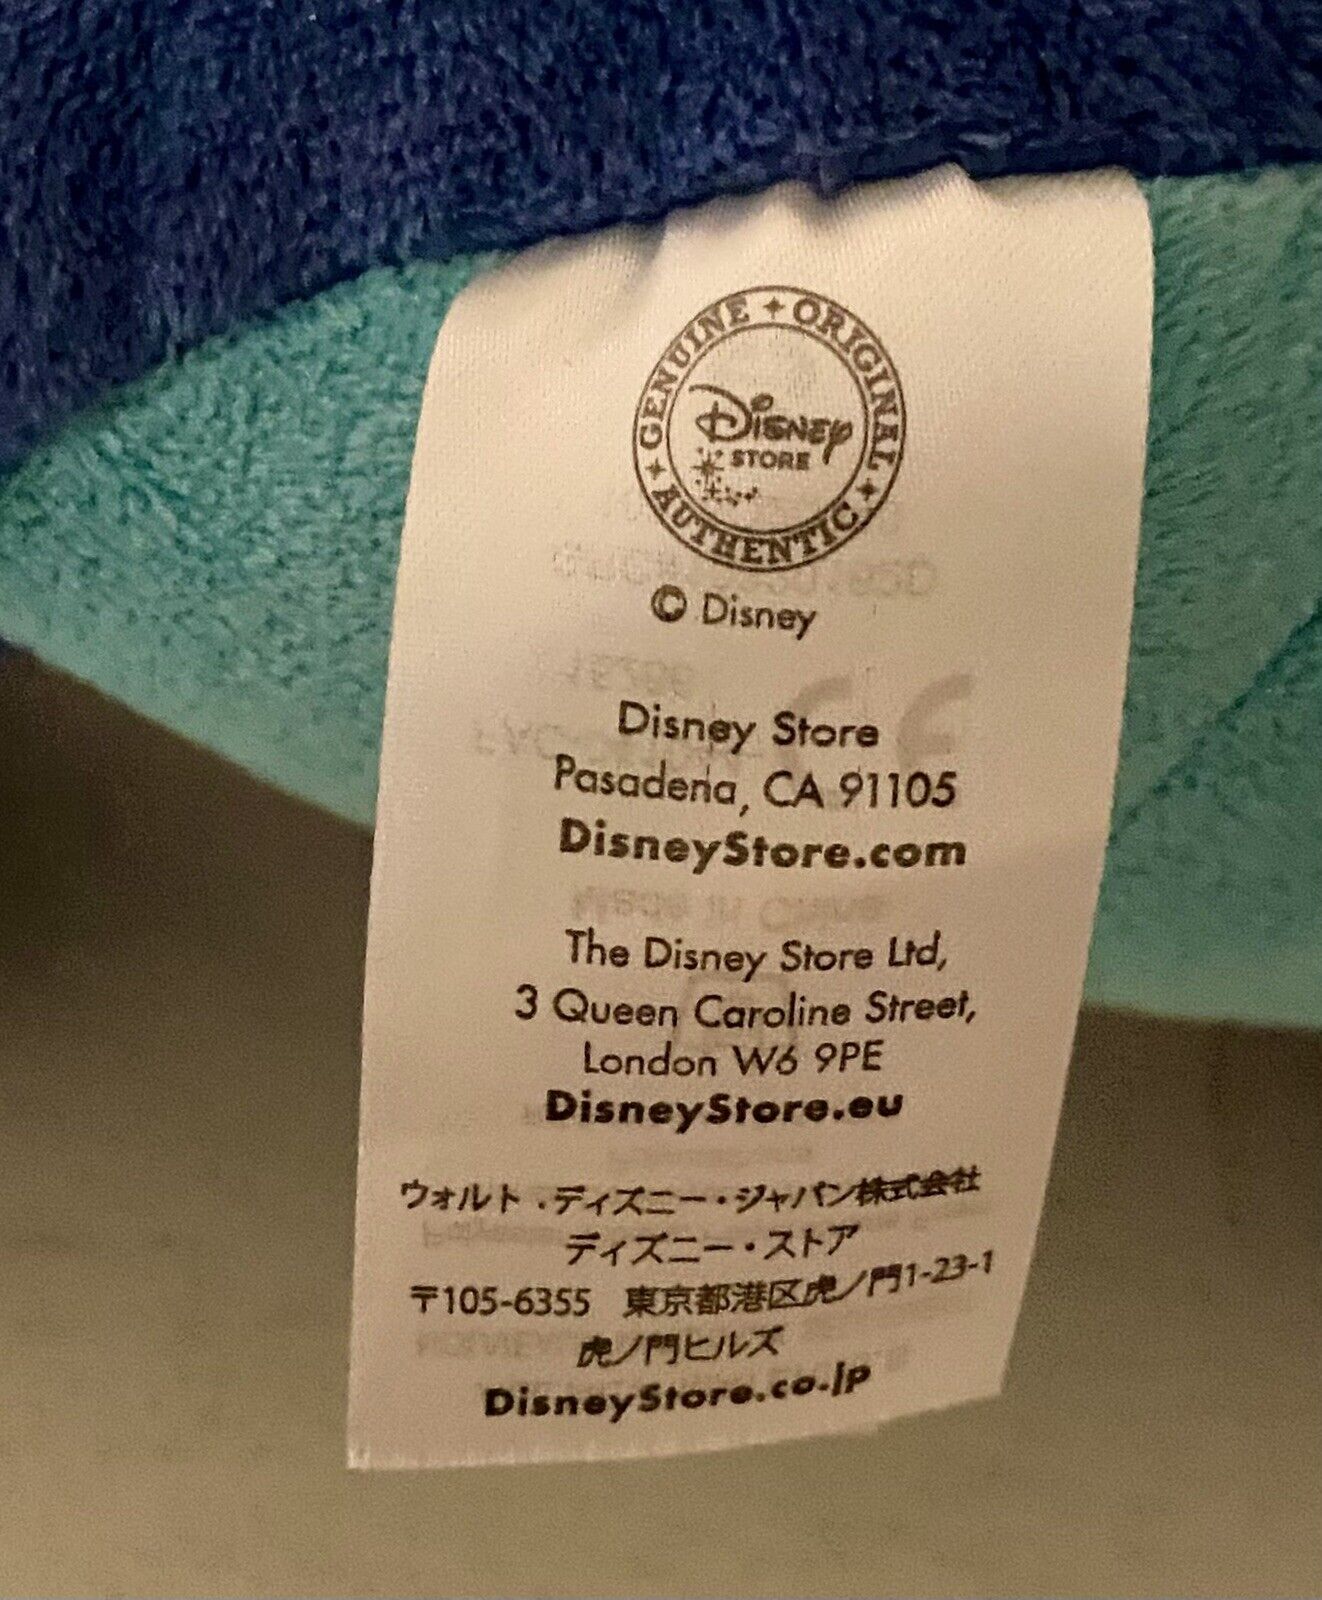 GENUINE ORIGINAL AUTHENTIC
Disney
STORE
© Disney
Disney Store
Pasadena, CA 91105
DisneyStore.com
Made in China
The Disney Store Ltd,
3 Queen Caroline Street,
London W6 9PE
DisneyStore.eu
ウォルト・ディズニー・ジャパン株式会社
ディズニー・ストア
〒105-6355 東京都港区虎ノ門1-23-1
虎ノ門ヒルズ
DisneyStore.co.jp